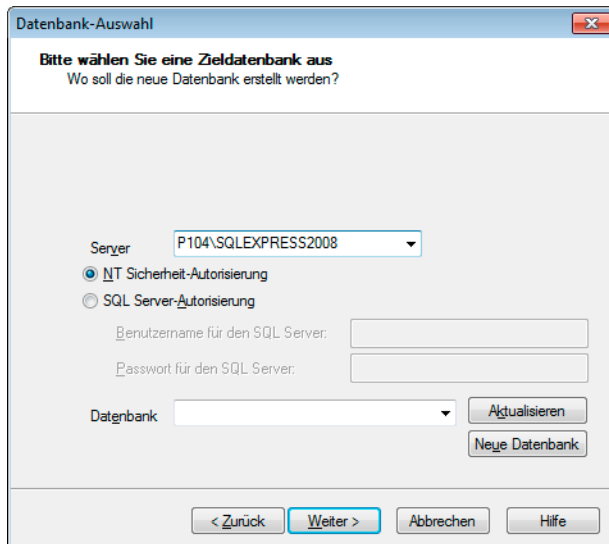 Datenbank-Auswahl
Bitte wählen Sie eine Zieldatenbank aus
Wo soll die neue Datenbank erstellt werden?
Server P104\SQLEXPRESS2008
NT Sicherheit-Autorisierung
SQL Server-Autorisierung
Benutzername für den SQL Server:
Passwort für den SQL Server:
Datenbank Aktualisieren
Neue Datenbank
< Zurück Weiter > Abbrechen Hilfe